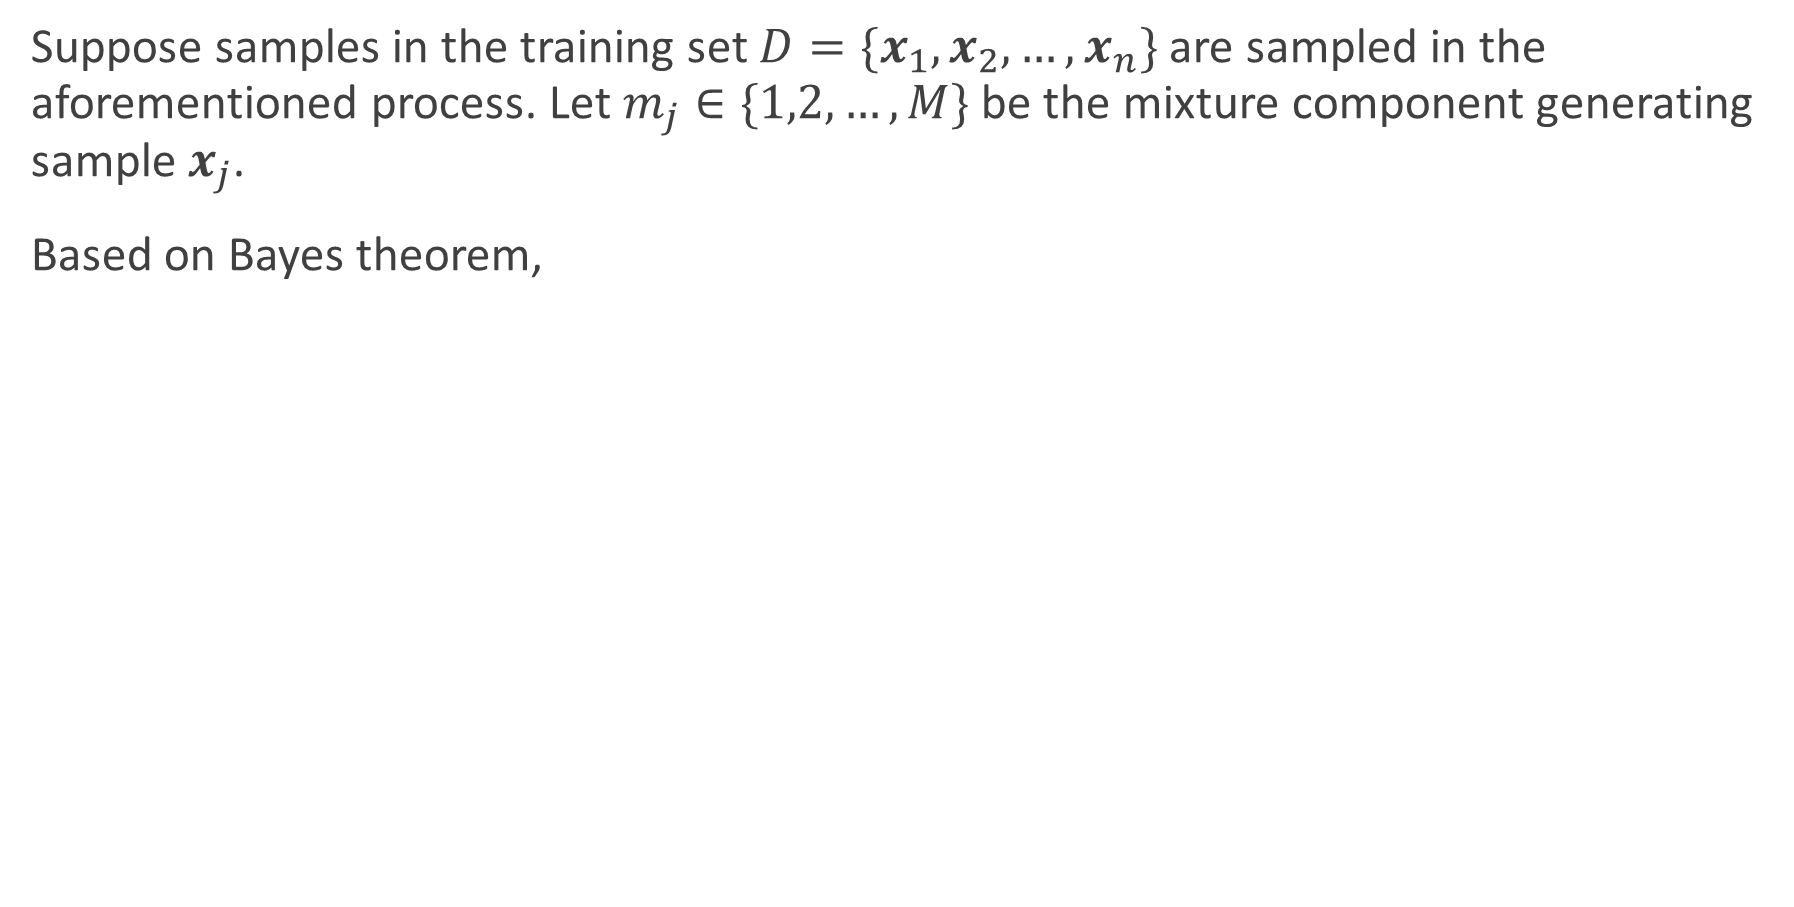 Suppose samples in the training set D = {x₁, x₂, … , xₙ} are sampled in the
aforementioned process. Let mⱼ ∈ {1,2, … , M} be the mixture component generating
sample xⱼ.
Based on Bayes theorem,